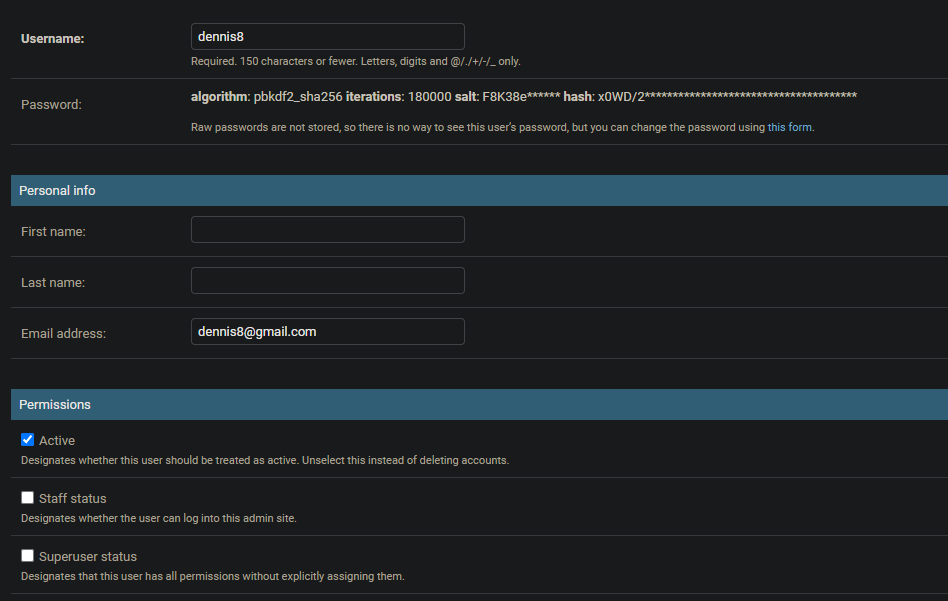 Username: dennis8
Required. 150 characters or fewer. Letters, digits and @/./+/-/_ only.
Password: algorithm: pbkdf2_sha256 iterations: 180000 salt: F8K38e****** hash: x0WD/2**************************************
Raw passwords are not stored, so there is no way to see this user's password, but you can change the password using this form.
Personal info
First name:
Last name:
Email address: dennis8@gmail.com
Permissions
Active
Designates whether this user should be treated as active. Unselect this instead of deleting accounts.
Staff status
Designates whether the user can log into this admin site.
Superuser status
Designates that this user has all permissions without explicitly assigning them.